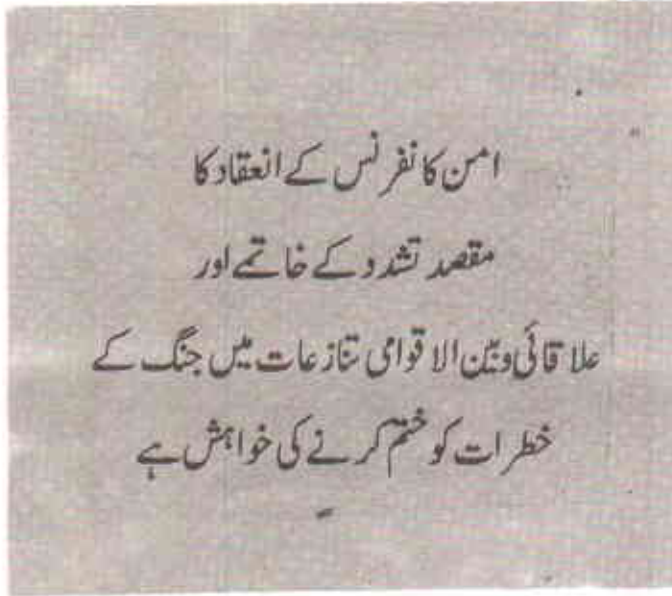 امن کانفرنس کے انعقاد کا
مقصد تشدد کے خاتمے اور
علاقائی و بین الاقوامی تنازعات میں جنگ کے
خطرات کو ختم کرنے کی خواہش ہے